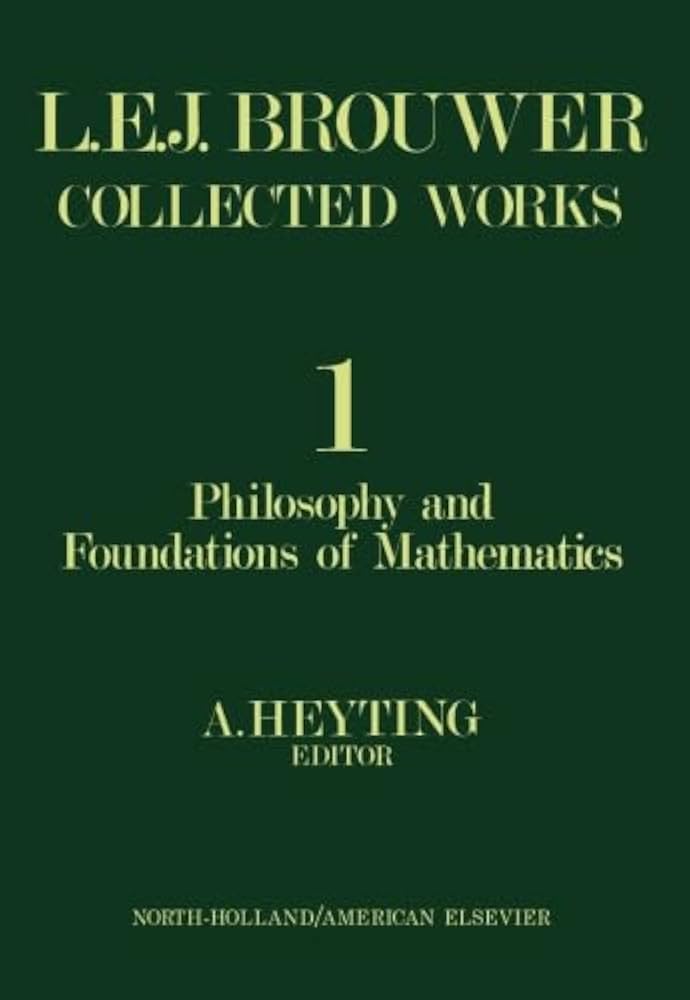 L.E.J. BROUWER
COLLECTED WORKS
1
Philosophy and
Foundations of Mathematics
A.HEYTING
EDITOR
NORTH-HOLLAND/AMERICAN ELSEVIER